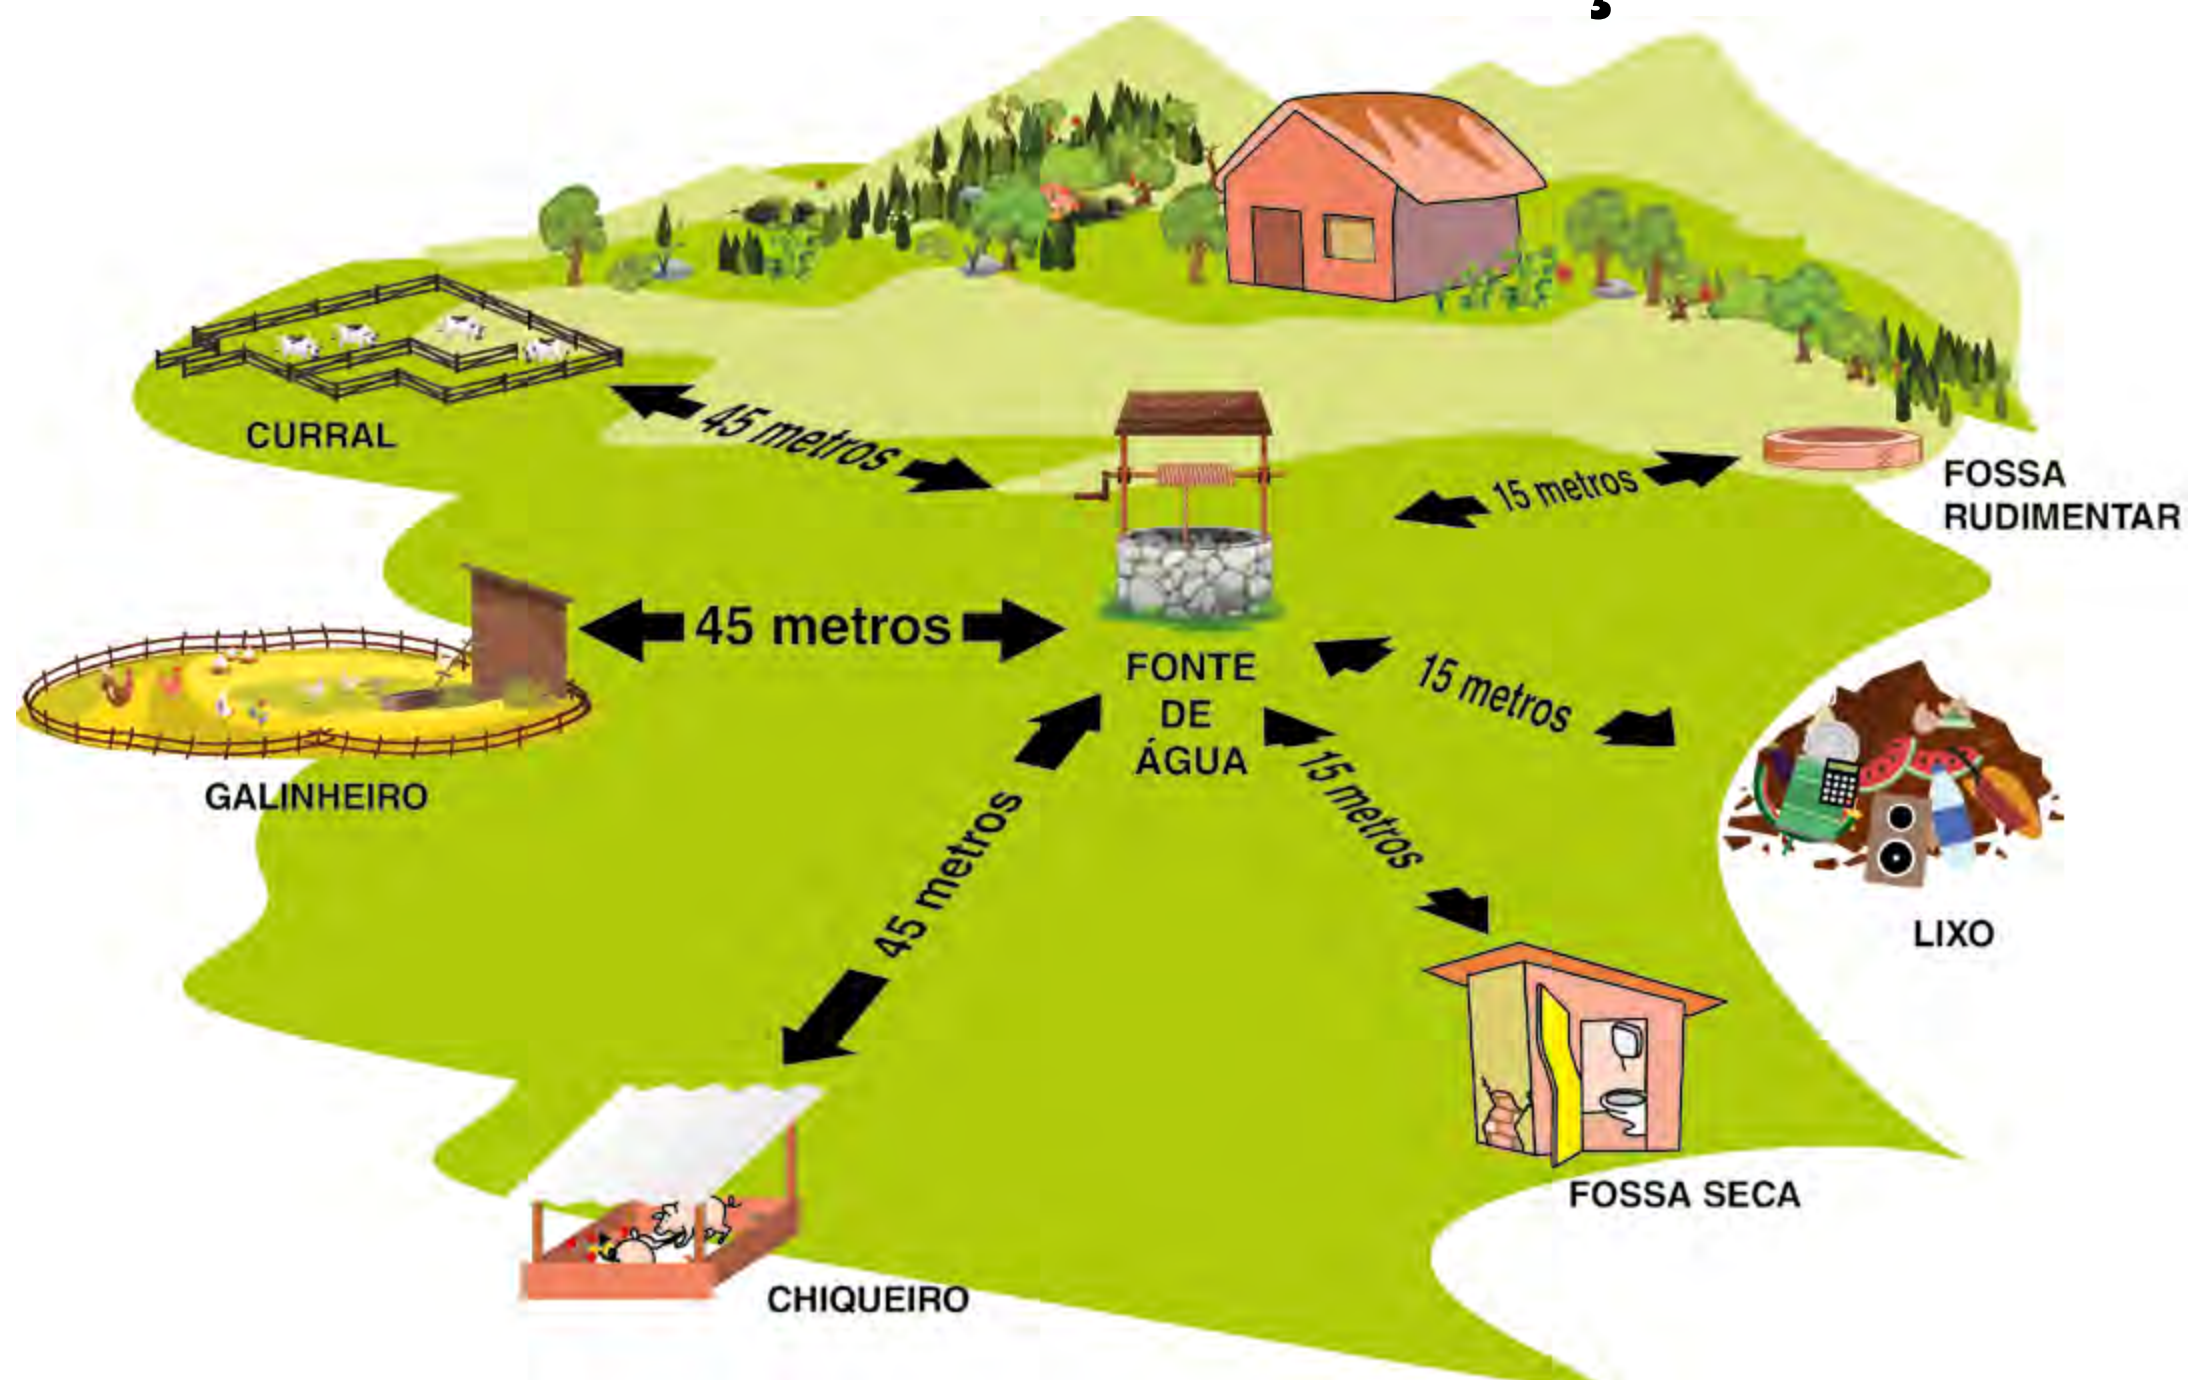 CURRAL
45 metros
15 metros
FOSSA
RUDIMENTAR
45 metros
FONTE
DE
ÁGUA
15 metros
GALINHEIRO
45 metros
15 metros
LIXO
FOSSA SECA
CHIQUEIRO